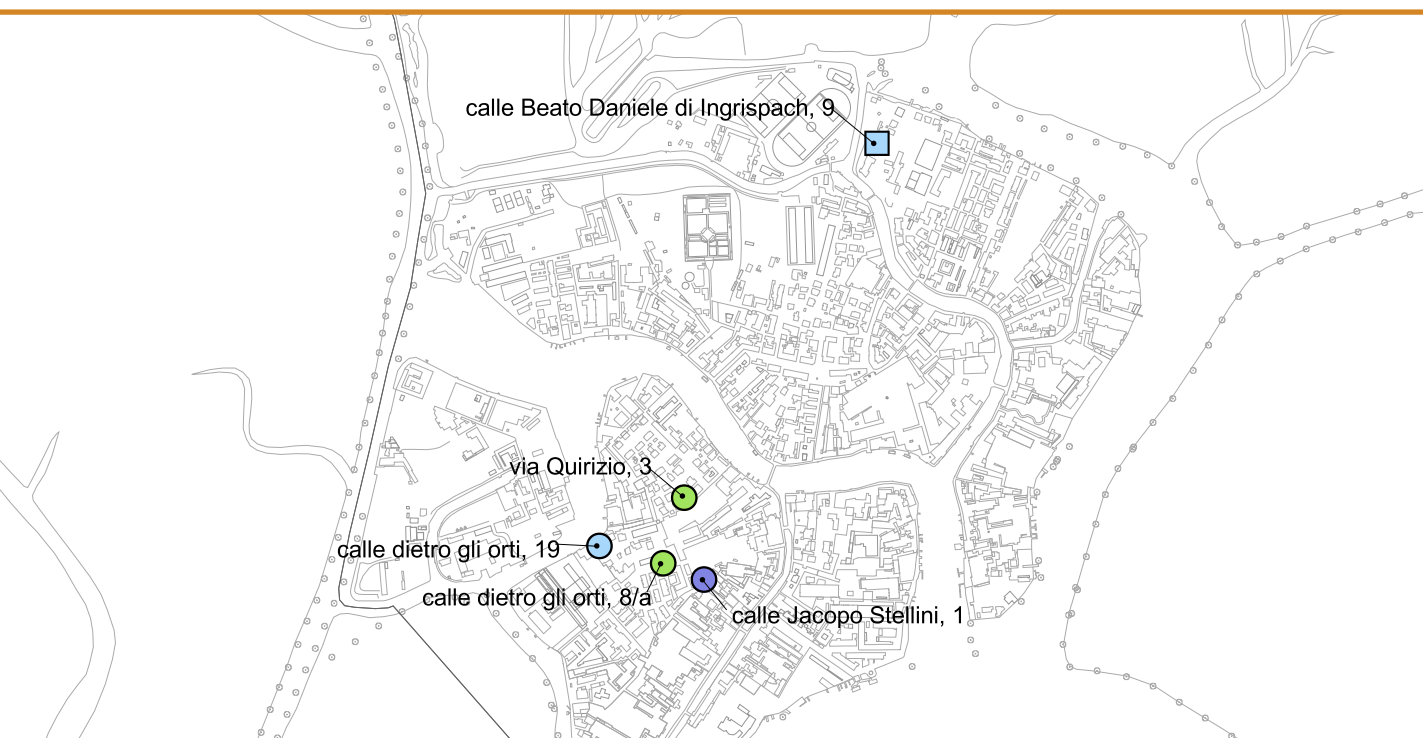 calle Beato Daniele di Ingrispach, 9
via Quirizio, 3
calle dietro gli orti, 19
calle dietro gli orti, 8/a
calle Jacopo Stellini, 1